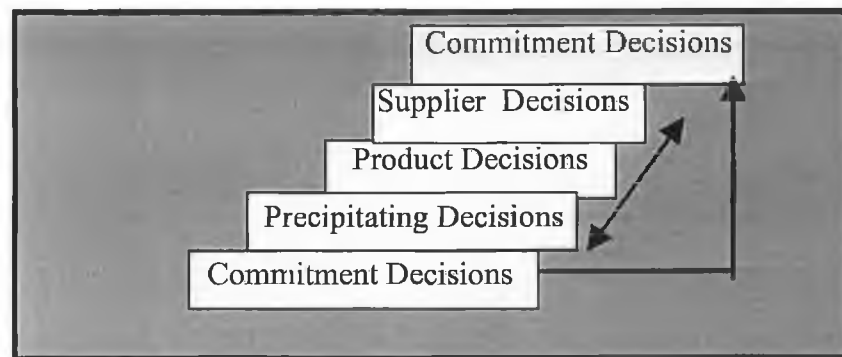 Commitment Decisions
Supplier Decisions
Product Decisions
Precipitating Decisions
Commitment Decisions